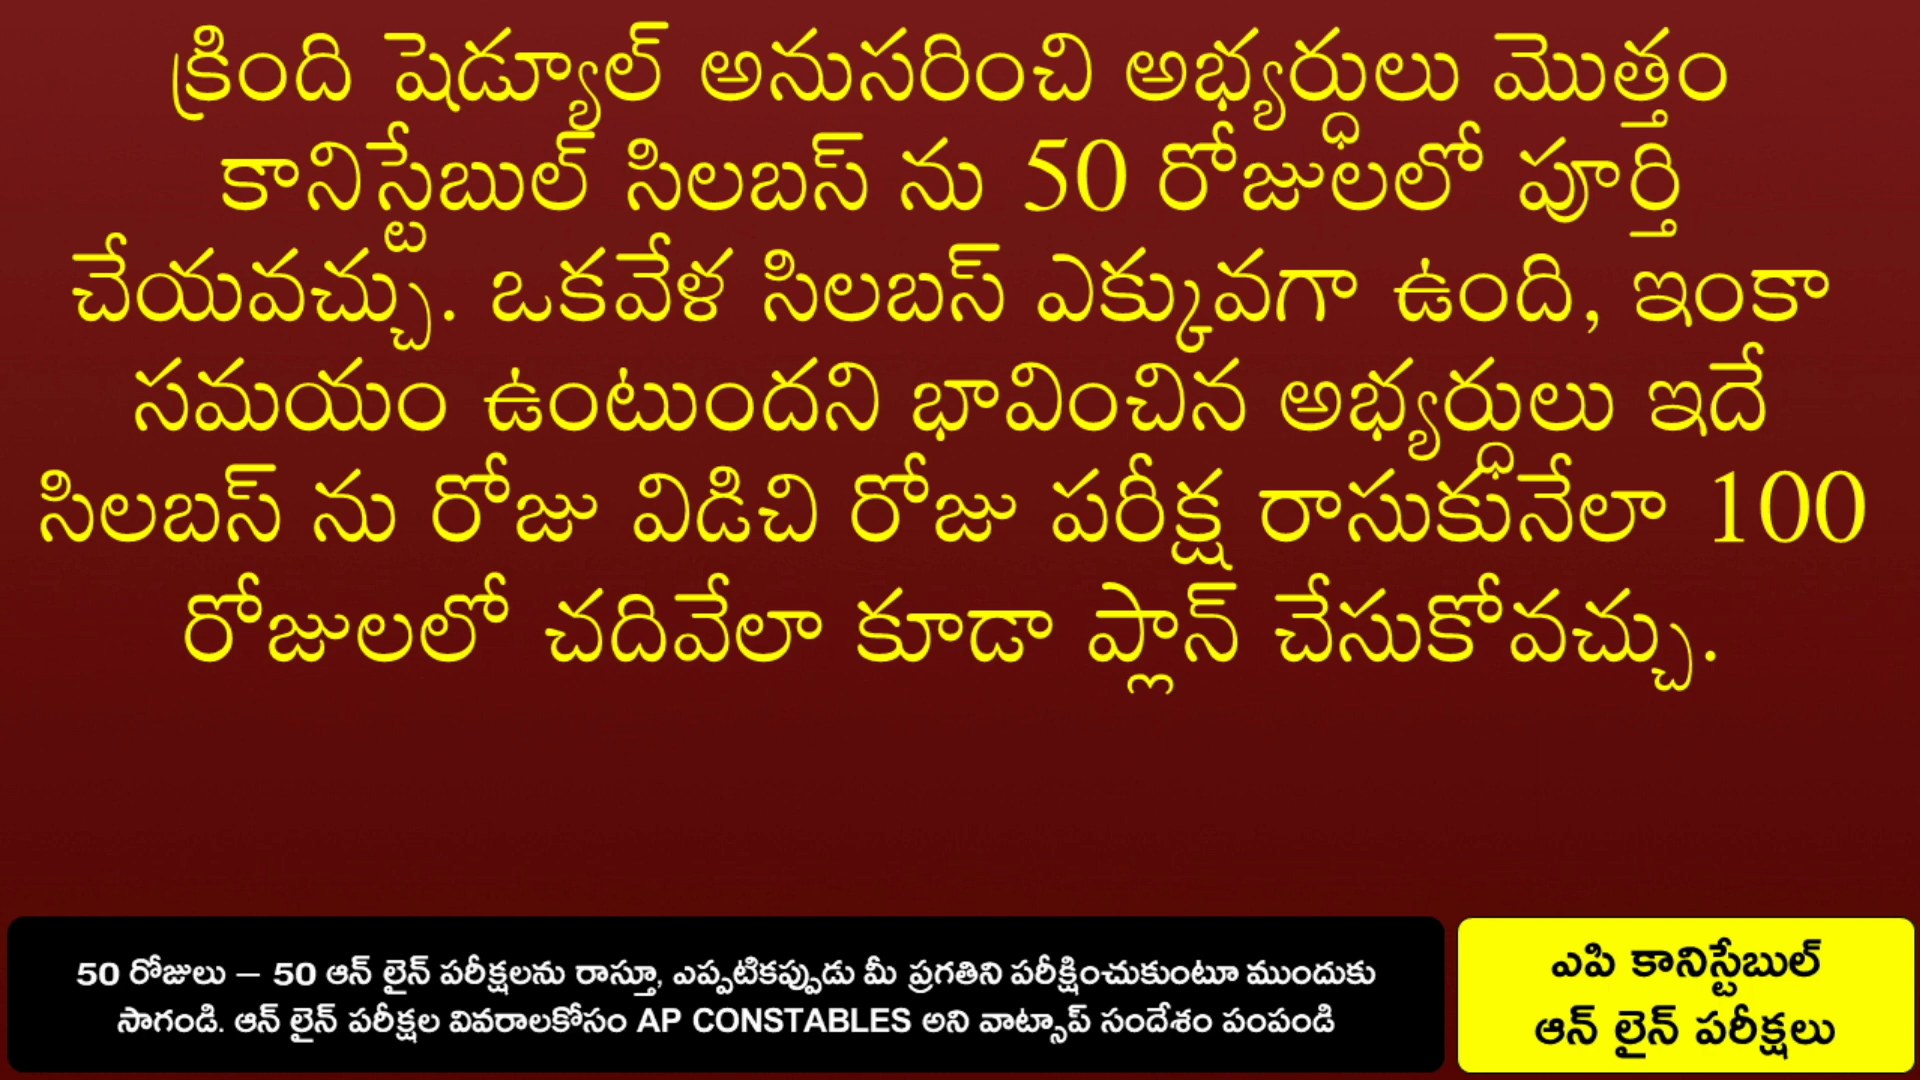 క్రింది షెడ్యూల్ అనుసరించి అభ్యర్ధులు మొత్తం
కానిస్టేబుల్ సిలబస్ ను 50 రోజులలో పూర్తి
చేయవచ్చు. ఒకవేళ సిలబస్ ఎక్కువగా ఉంది, ఇంకా
సమయం ఉంటుందని భావించిన అభ్యర్ధులు ఇదే
సిలబస్ ను రోజు విడిచి రోజు పరీక్ష రాసుకునేలా 100
రోజులలో చదివేలా కూడా ప్లాన్ చేసుకోవచ్చు.
50 రోజులు – 50 ఆన్ లైన్ పరీక్షలను రాస్తూ, ఎప్పటికప్పుడు మీ ప్రగతిని పరీక్షించుకుంటూ ముందుకు
సాగండి. ఆన్ లైన్ పరీక్షల వివరాలకోసం AP CONSTABLES అని వాట్సాప్ సందేశం పంపండి
ఎపి కానిస్టేబుల్
ఆన్ లైన్ పరీక్షలు